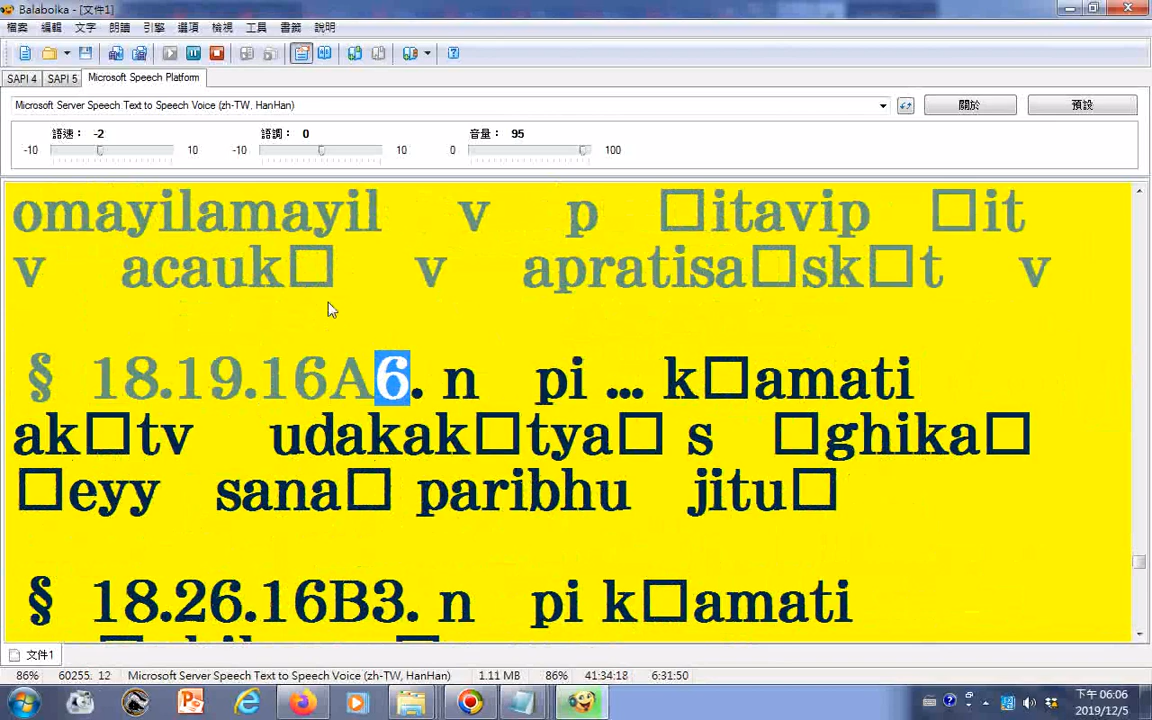 Balabolka - [文件1]
檔案 編輯 文字 朗讀 引擎 選項 檢視 工具 書籤 說明
SAPI 4 SAPI 5 Microsoft Speech Platform
Microsoft Server Speech Text to Speech Voice (zh-TW, HanHan) 關於 預設
語速： -2 語調： 0 音量： 95
-10 10 -10 10 0 100
omayilamayil v p □itavip □it
v acauk□ v apratisa□sk□t v
§ 18.19.16A6. n pi ... k□amati
ak□tv udakak□tya□ s □ghika□
□eyy sana□ paribhu jitu□
§ 18.26.16B3. n pi k□amati
文件1
86% 60255. 12 Microsoft Server Speech Text to Speech Voice (zh-TW, HanHan) 1.11 MB 86% 41:34:18 6:31:50
下午 06:06
2019/12/5